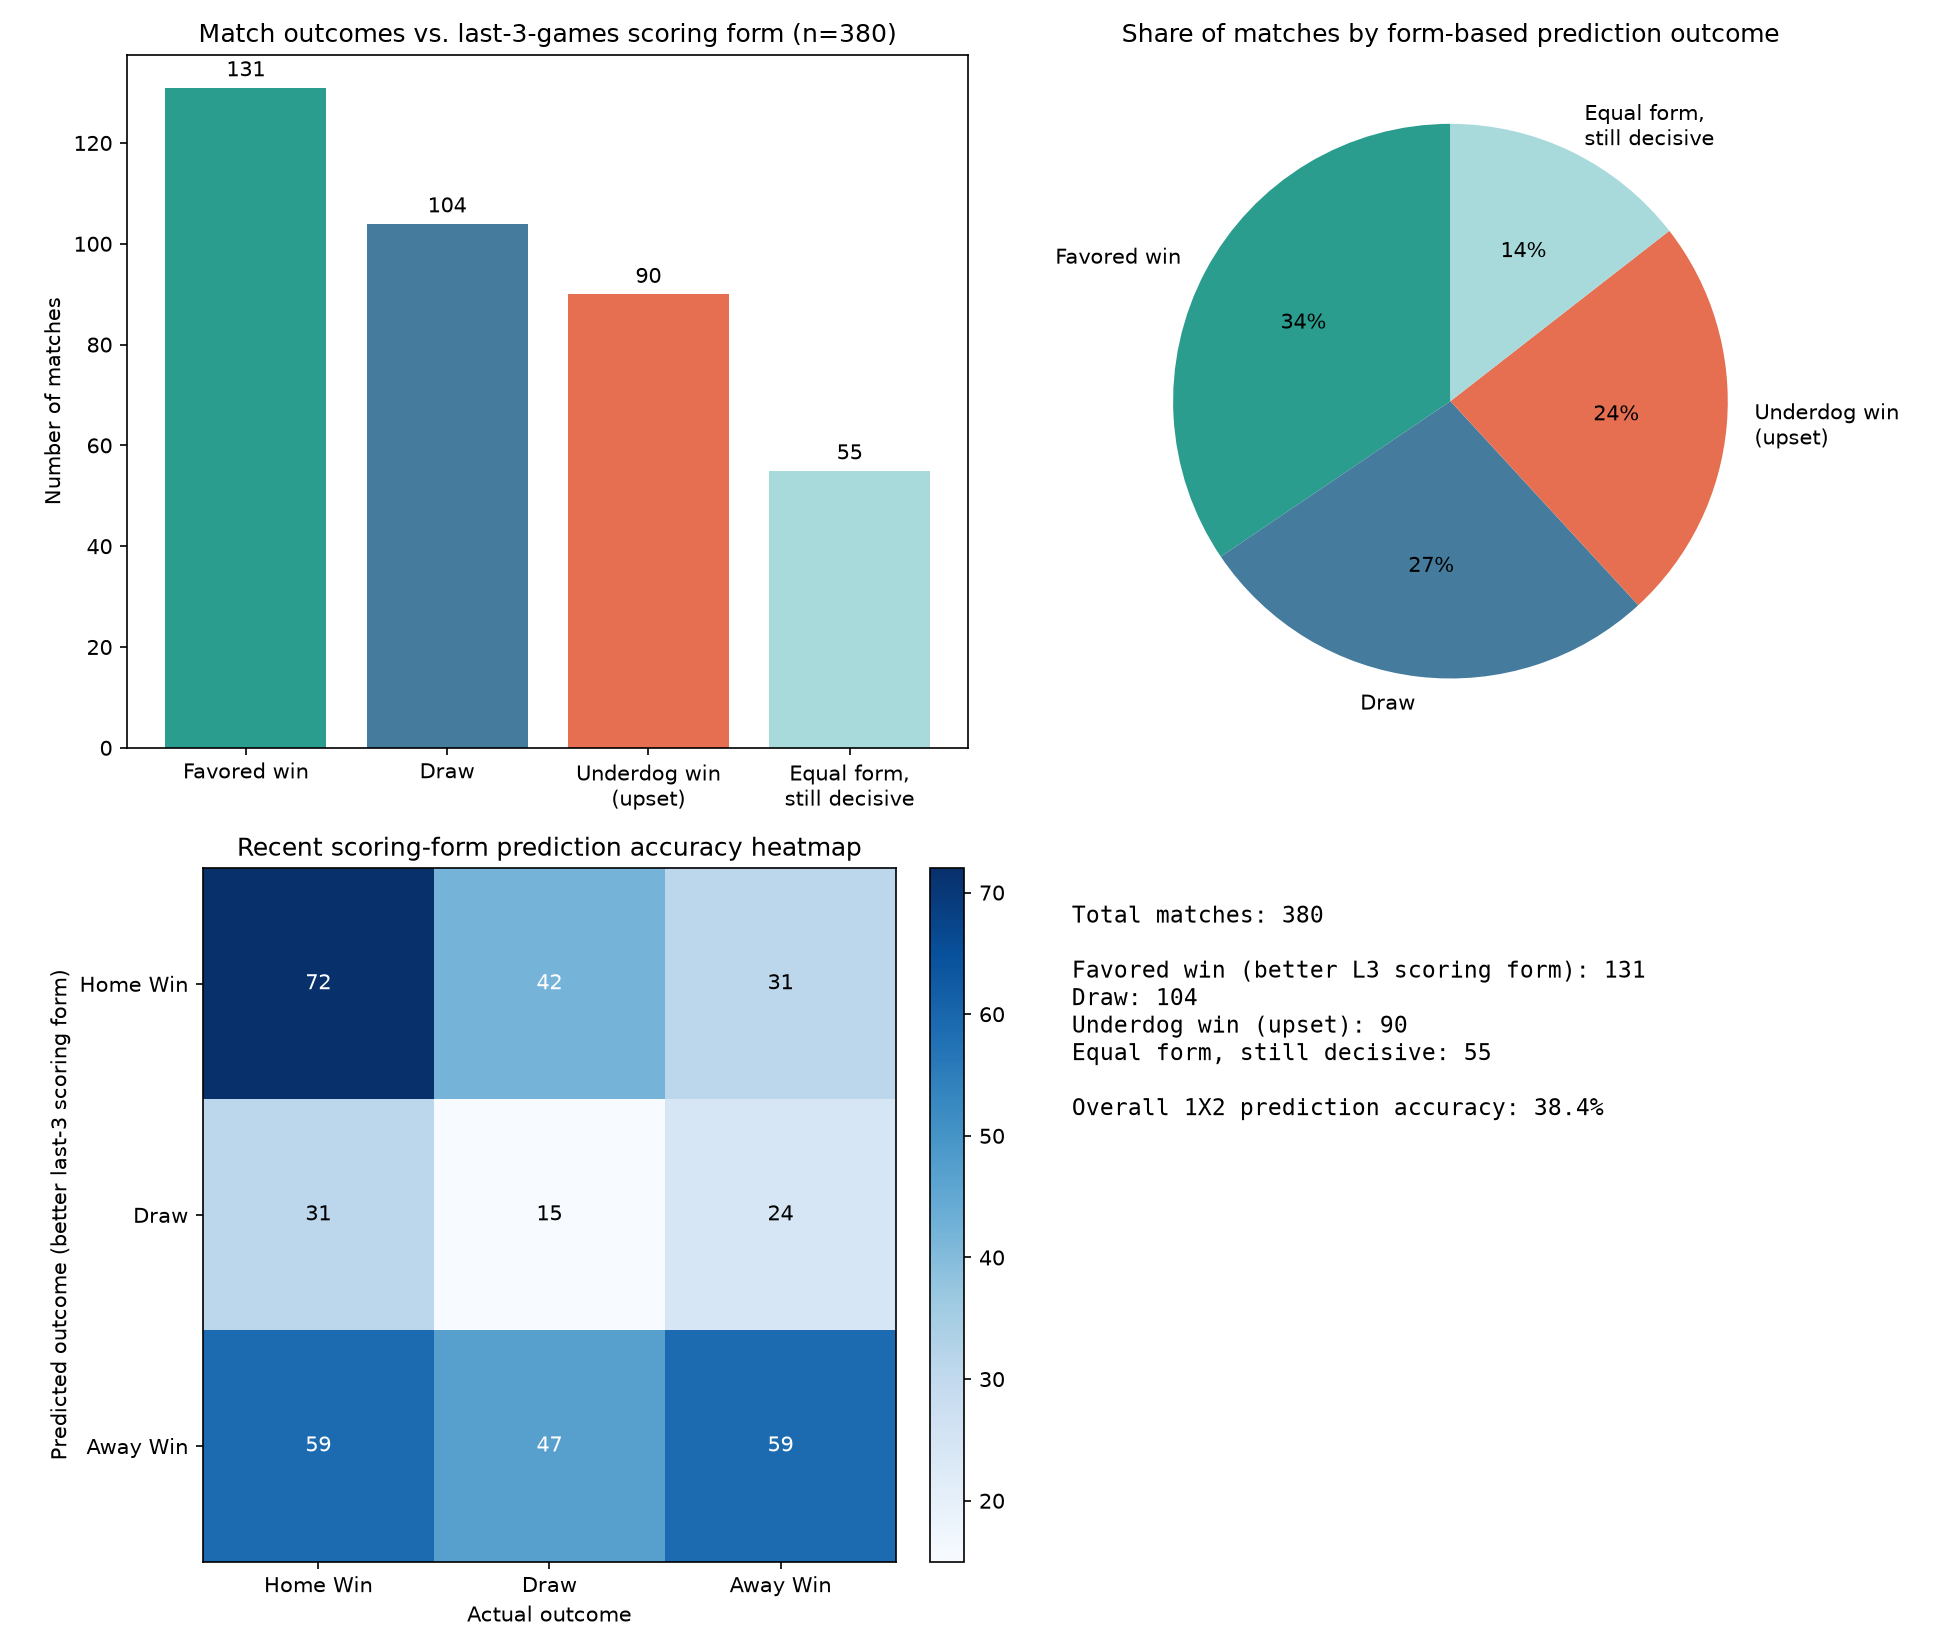 Match outcomes vs. last-3-games scoring form (n=380)
Number of matches
120
100
80
60
40
20
0
131
104
90
55
Favored win
Draw
Underdog win
(upset)
Equal form,
still decisive
Share of matches by form-based prediction outcome
Equal form,
still decisive
14%
Favored win
34%
24%
Underdog win
(upset)
27%
Draw
Recent scoring-form prediction accuracy heatmap
Predicted outcome (better last-3 scoring form)
Home Win
72
42
31
Draw
31
15
24
Away Win
59
47
59
Home Win
Draw
Away Win
Actual outcome
70
60
50
40
30
20
Total matches: 380
Favored win (better L3 scoring form): 131
Draw: 104
Underdog win (upset): 90
Equal form, still decisive: 55
Overall 1X2 prediction accuracy: 38.4%